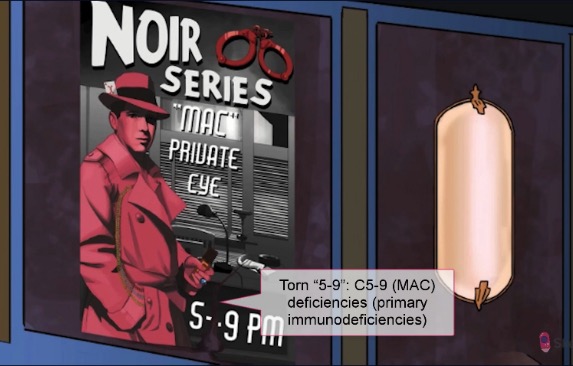 NOIR
SERIES
"MAC"
PRIVATE
EYE
5-·9 PM
Torn “5-9”: C5-9 (MAC)
deficiencies (primary
immunodeficiencies)